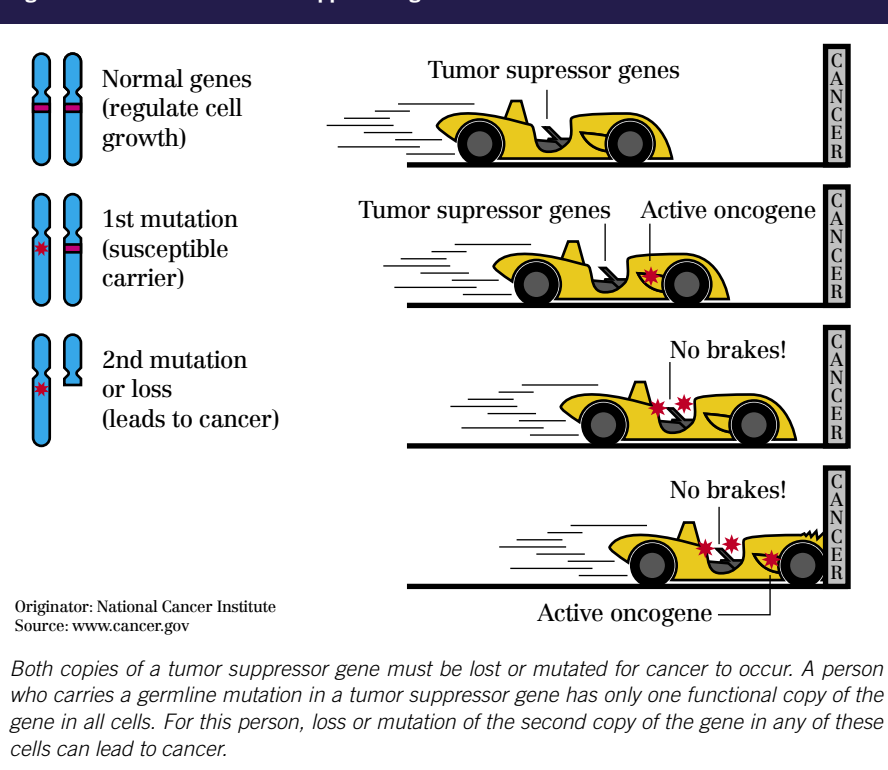 Normal genes
(regulate cell
growth)
Tumor supressor genes
CANCER
1st mutation
(susceptible
carrier)
Tumor supressor genes
Active oncogene
CANCER
2nd mutation
or loss
(leads to cancer)
No brakes!
CANCER
No brakes!
CANCER
Active oncogene
Originator: National Cancer Institute
Source: www.cancer.gov
Both copies of a tumor suppressor gene must be lost or mutated for cancer to occur. A person
who carries a germline mutation in a tumor suppressor gene has only one functional copy of the
gene in all cells. For this person, loss or mutation of the second copy of the gene in any of these
cells can lead to cancer.